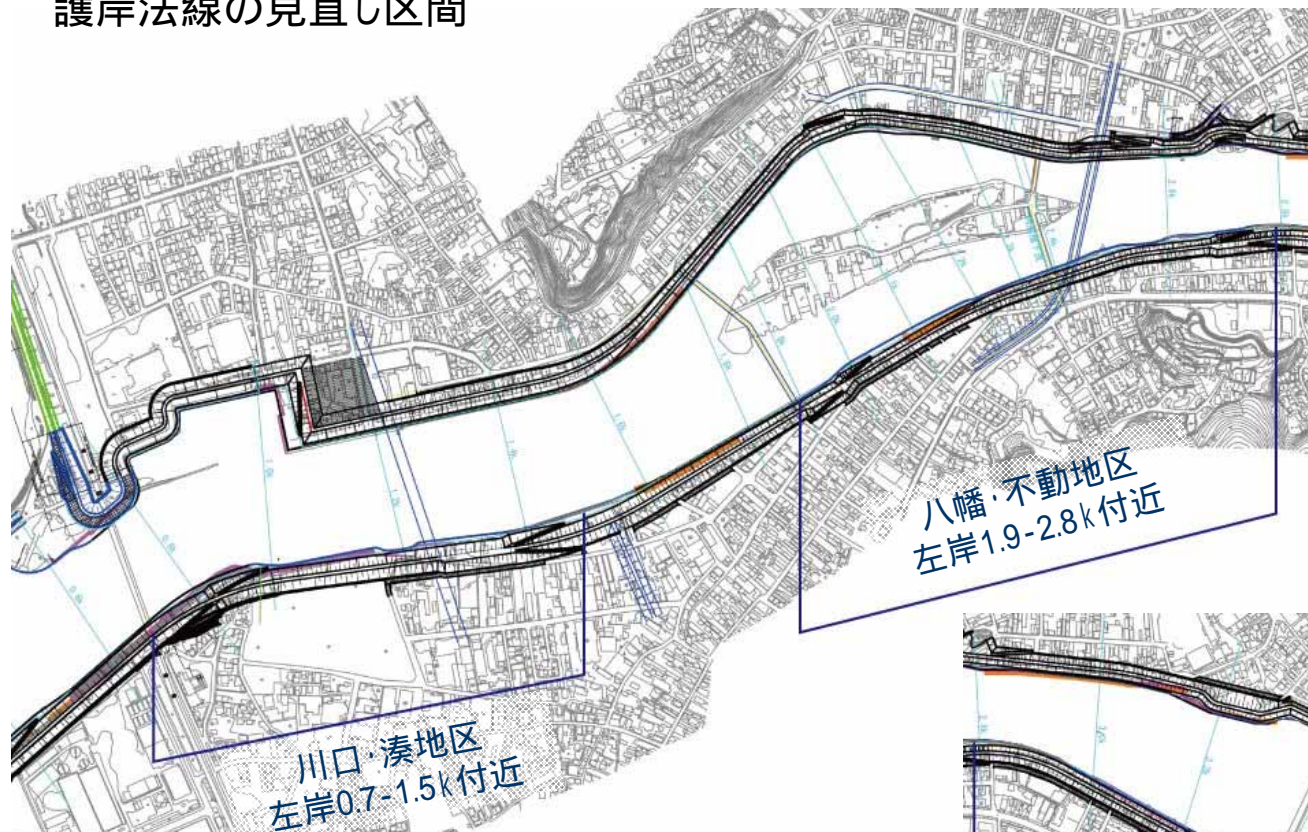 護岸法線の見直し区間
八幡・不動地区
左岸1.9-2.8k付近
川口・湊地区
左岸0.7-1.5k付近